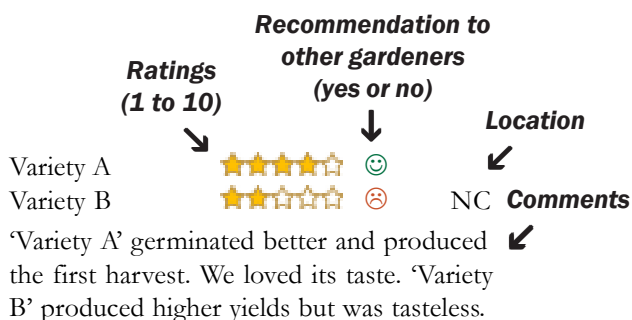 Recommendation to
other gardeners
(yes or no)
Ratings
(1 to 10)
Location
Variety A
Variety B NC Comments
‘Variety A’ germinated better and produced
the first harvest. We loved its taste. ‘Variety
B’ produced higher yields but was tasteless.